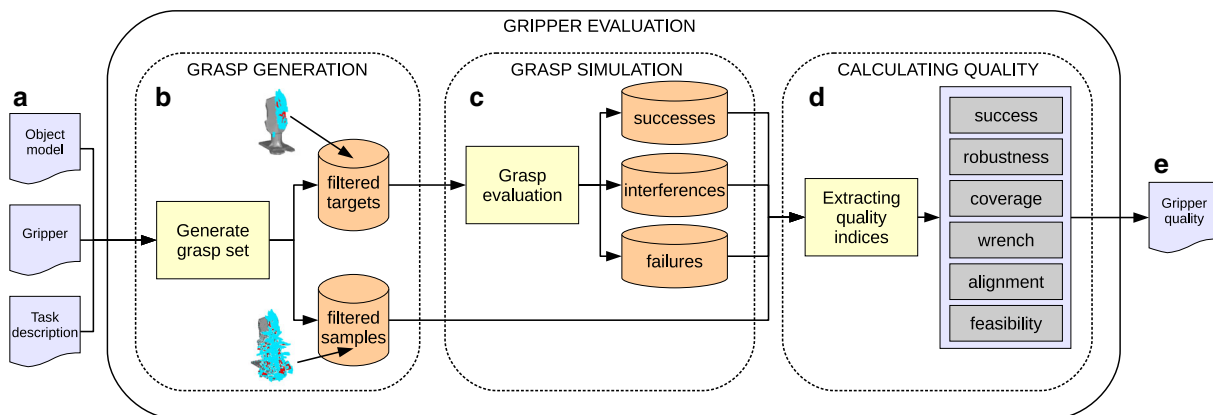 GRIPPER EVALUATION
GRASP GENERATION
GRASP SIMULATION
CALCULATING QUALITY
a
Object
model
Gripper
Task
description
b
Generate
grasp set
filtered
targets
filtered
samples
c
Grasp
evaluation
successes
interferences
failures
d
Extracting
quality
indices
success
robustness
coverage
wrench
alignment
feasibility
e
Gripper
quality